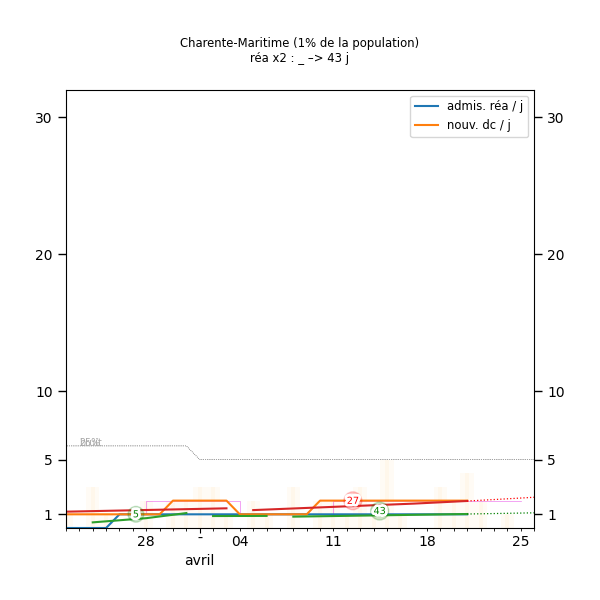 Charente-Maritime (1% de la population)
réa x2 : _ –> 43 j
admis. réa / j
nouv. dc / j
30 30
20 20
10 10
5 5
1 1
27
5
43
28 - 04 11 18 25
avril